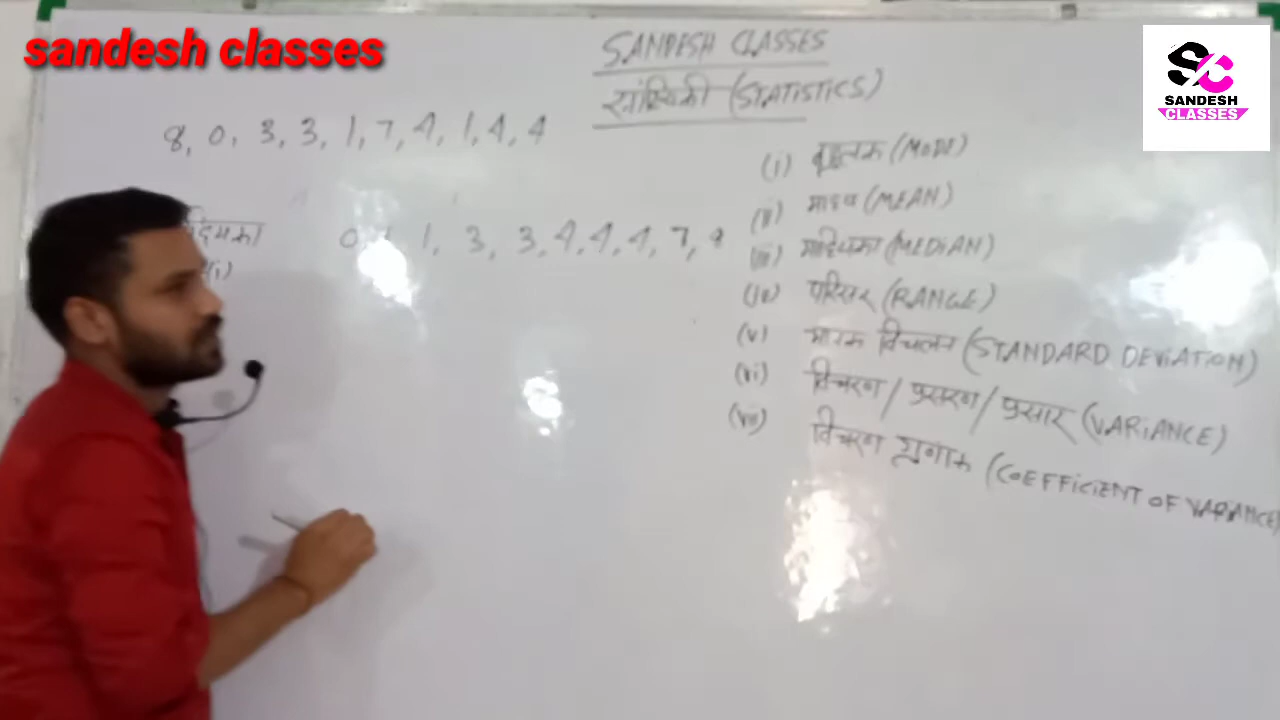 sandesh classes
SANDESH CLASSES
सांख्यिकी (STATISTICS)
SC
SANDESH
CLASSES
8, 0, 3, 3, 1, 7, 4, 1, 4, 4
0, 1, 1, 3, 3, 4, 4, 4, 7, 8
(i) बहुलक (MODE)
(ii) माध्य (MEAN)
(iii) माध्यिका (MEDIAN)
(iv) परिसर (RANGE)
(v) मानक विचलन (STANDARD DEVIATION)
(vi) विचरण / प्रसरण / प्रसार (VARIANCE)
(vii) विचरण गुणांक (COEFFICIENT OF VARIANCE)